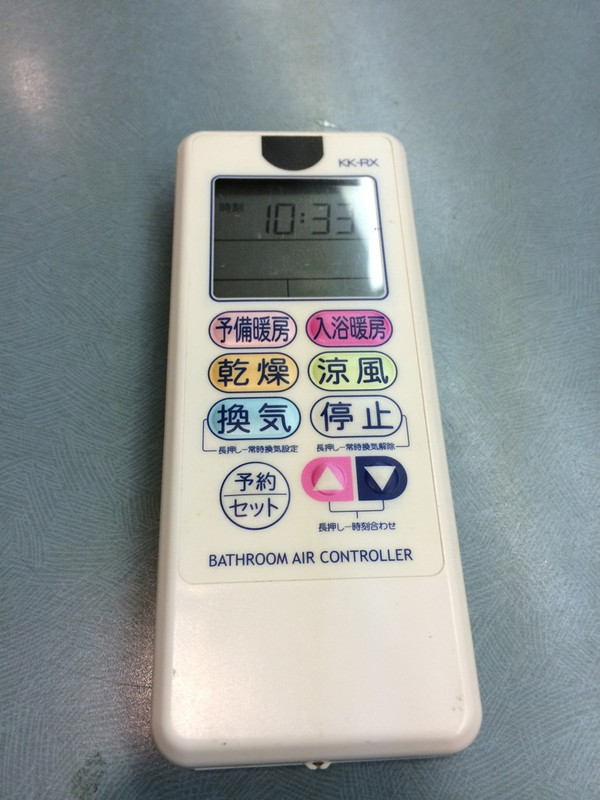 KK-RX
時刻 10:33
予備暖房 入浴暖房
乾燥 涼風
換気 停止
長押し―常時換気設定 長押し―常時換気解除
予約
セット
長押し―時刻合わせ
BATHROOM AIR CONTROLLER